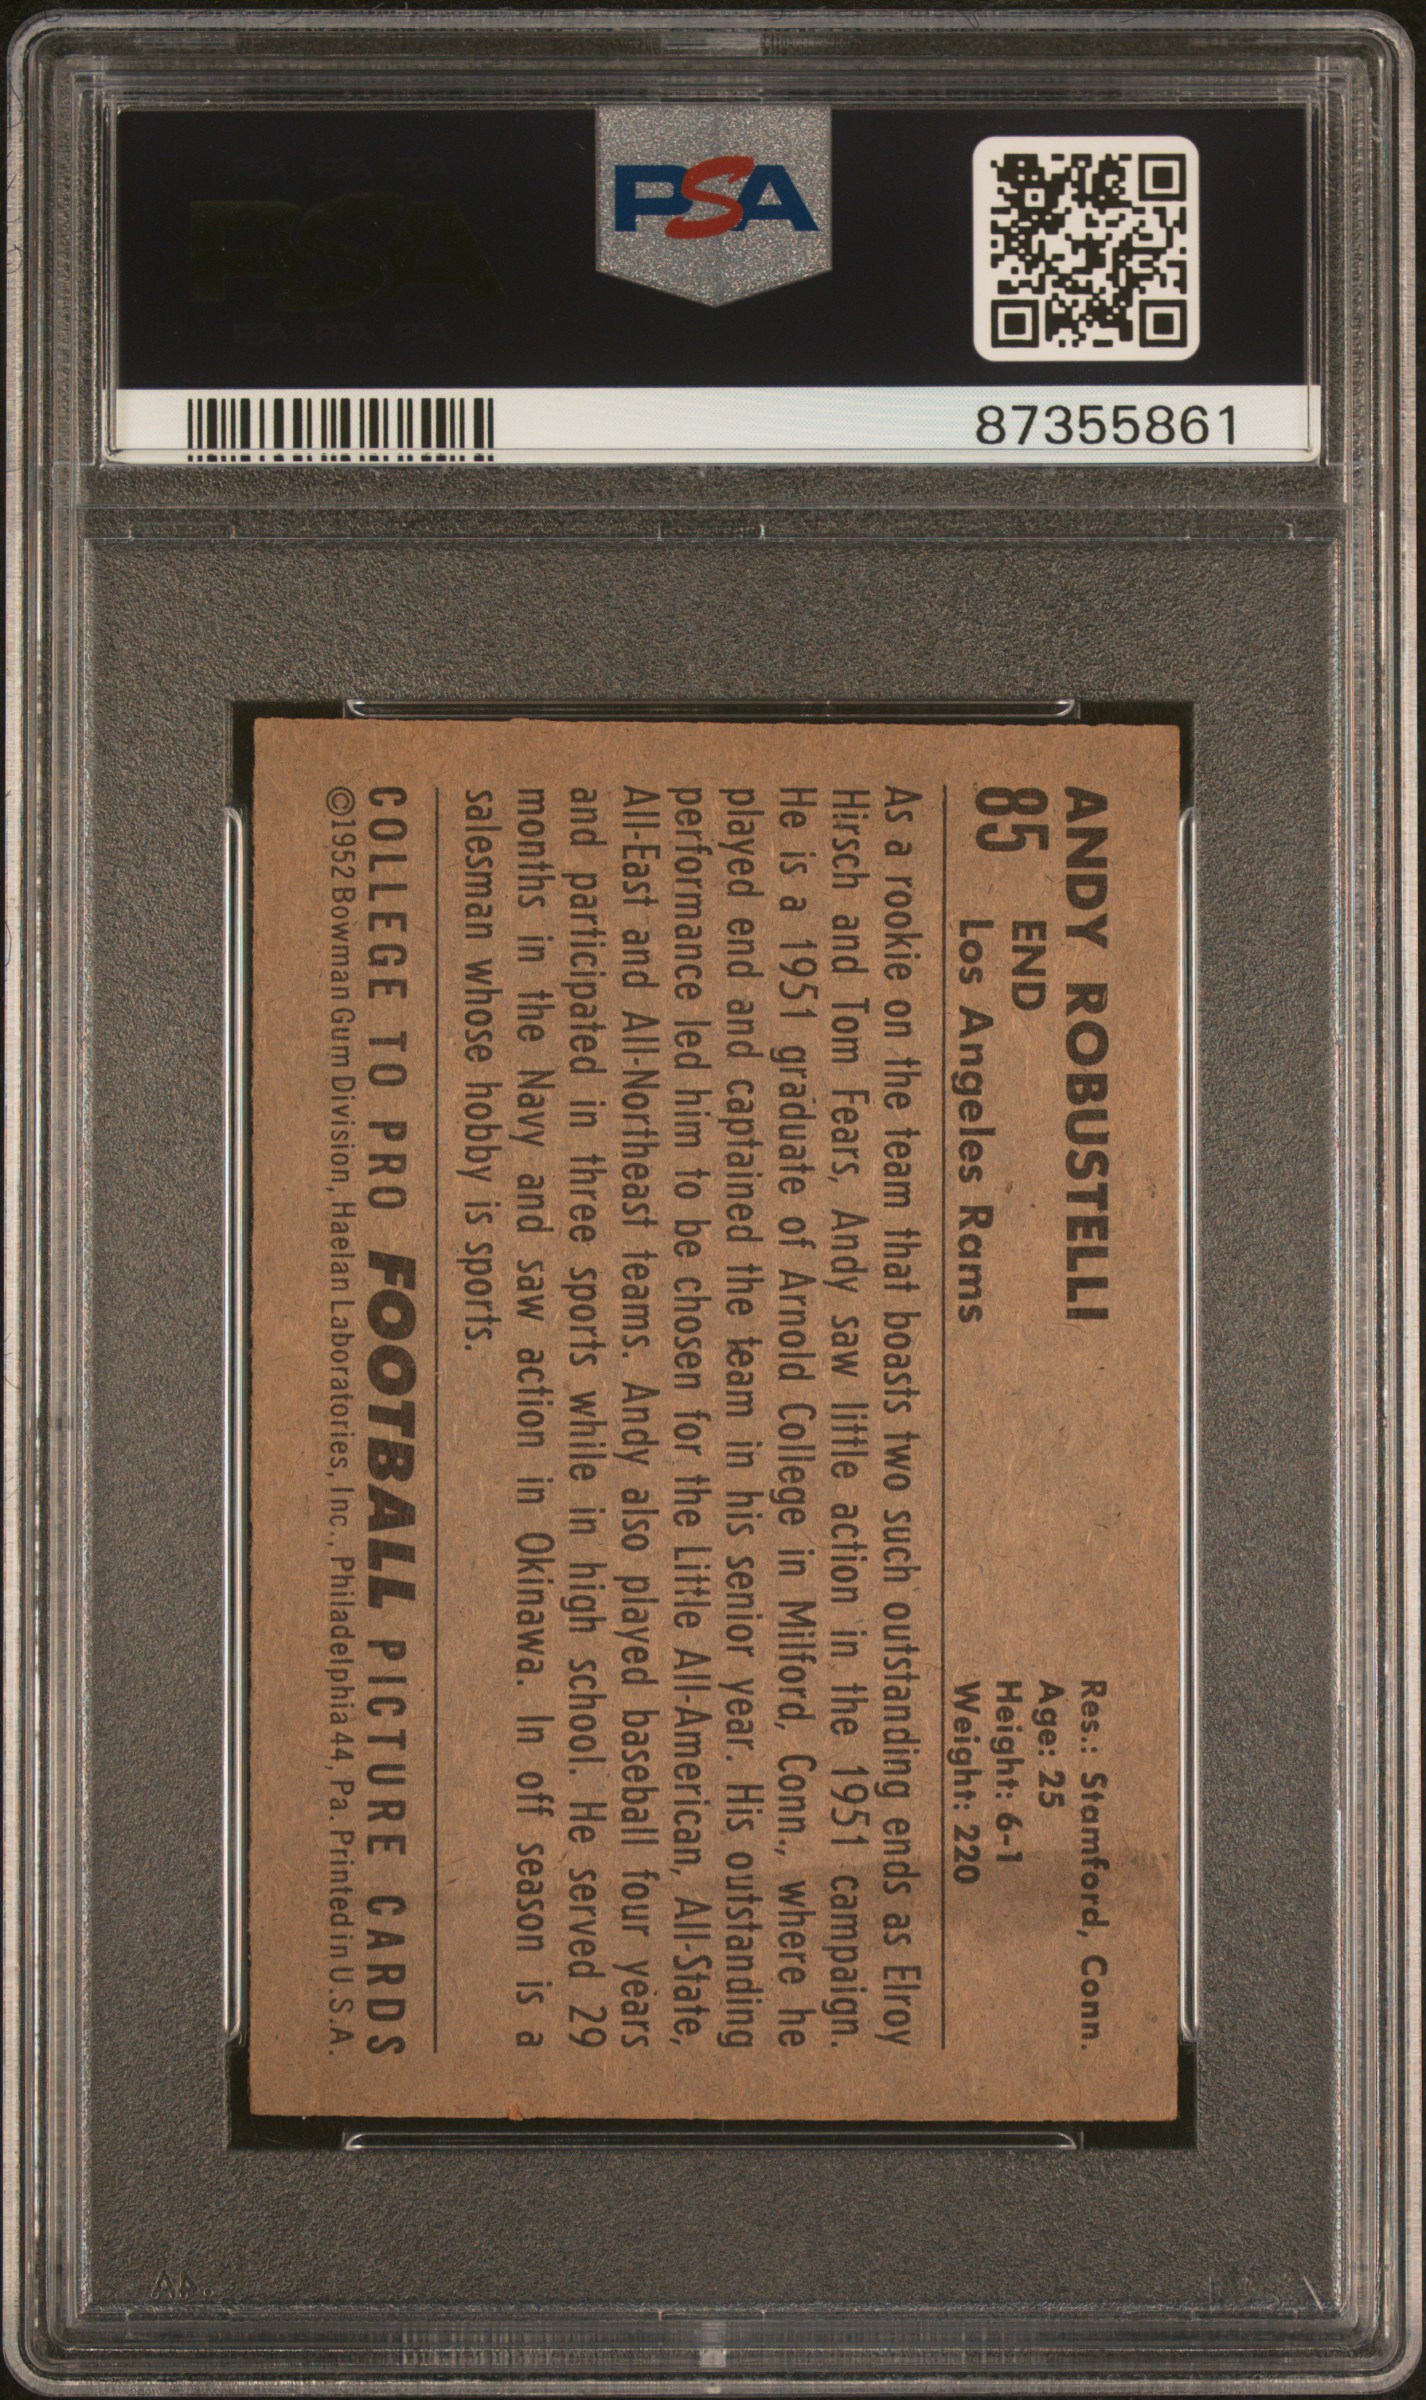 PSA
87355861
ANDY ROBUSTELLI
85 END
Los Angeles Rams
Res.: Stamford, Conn.
Age: 25
Height: 6-1
Weight: 220
As a rookie on the team that boasts two such outstanding ends as Elroy
Hirsch and Tom Fears, Andy saw little action in the 1951 campaign.
He is a 1951 graduate of Arnold College in Milford, Conn., where he
played end and captained the team in his senior year. His outstanding
performance led him to be chosen for the Little All-American, All-State,
All-East and All-Northeast teams. Andy also played baseball four years
and participated in three sports while in high school. He served 29
months in the Navy and saw action in Okinawa. In off season is a
salesman whose hobby is sports.
COLLEGE TO PRO FOOTBALL PICTURE CARDS
©1952 Bowman Gum Division, Haelan Laboratories, Inc., Philadelphia 44, Pa. Printed in U.S.A.